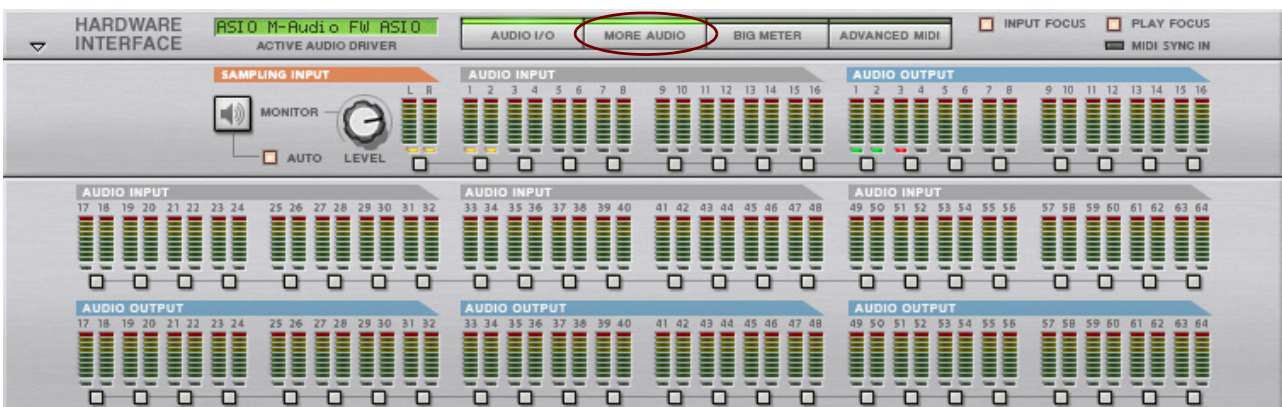 HARDWARE INTERFACE
ASIO M-Audio FW ASIO
ACTIVE AUDIO DRIVER
AUDIO I/O MORE AUDIO BIG METER ADVANCED MIDI
INPUT FOCUS PLAY FOCUS
MIDI SYNC IN
SAMPLING INPUT
L R
MONITOR
AUTO LEVEL
AUDIO INPUT
1 2 3 4 5 6 7 8 9 10 11 12 13 14 15 16
AUDIO OUTPUT
1 2 3 4 5 6 7 8 9 10 11 12 13 14 15 16
AUDIO INPUT AUDIO INPUT AUDIO INPUT
17 18 19 20 21 22 23 24 25 26 27 28 29 30 31 32 33 34 35 36 37 38 39 40 41 42 43 44 45 46 47 48 49 50 51 52 53 54 55 56 57 58 59 60 61 62 63 64
AUDIO OUTPUT AUDIO OUTPUT AUDIO OUTPUT
17 18 19 20 21 22 23 24 25 26 27 28 29 30 31 32 33 34 35 36 37 38 39 40 41 42 43 44 45 46 47 48 49 50 51 52 53 54 55 56 57 58 59 60 61 62 63 64